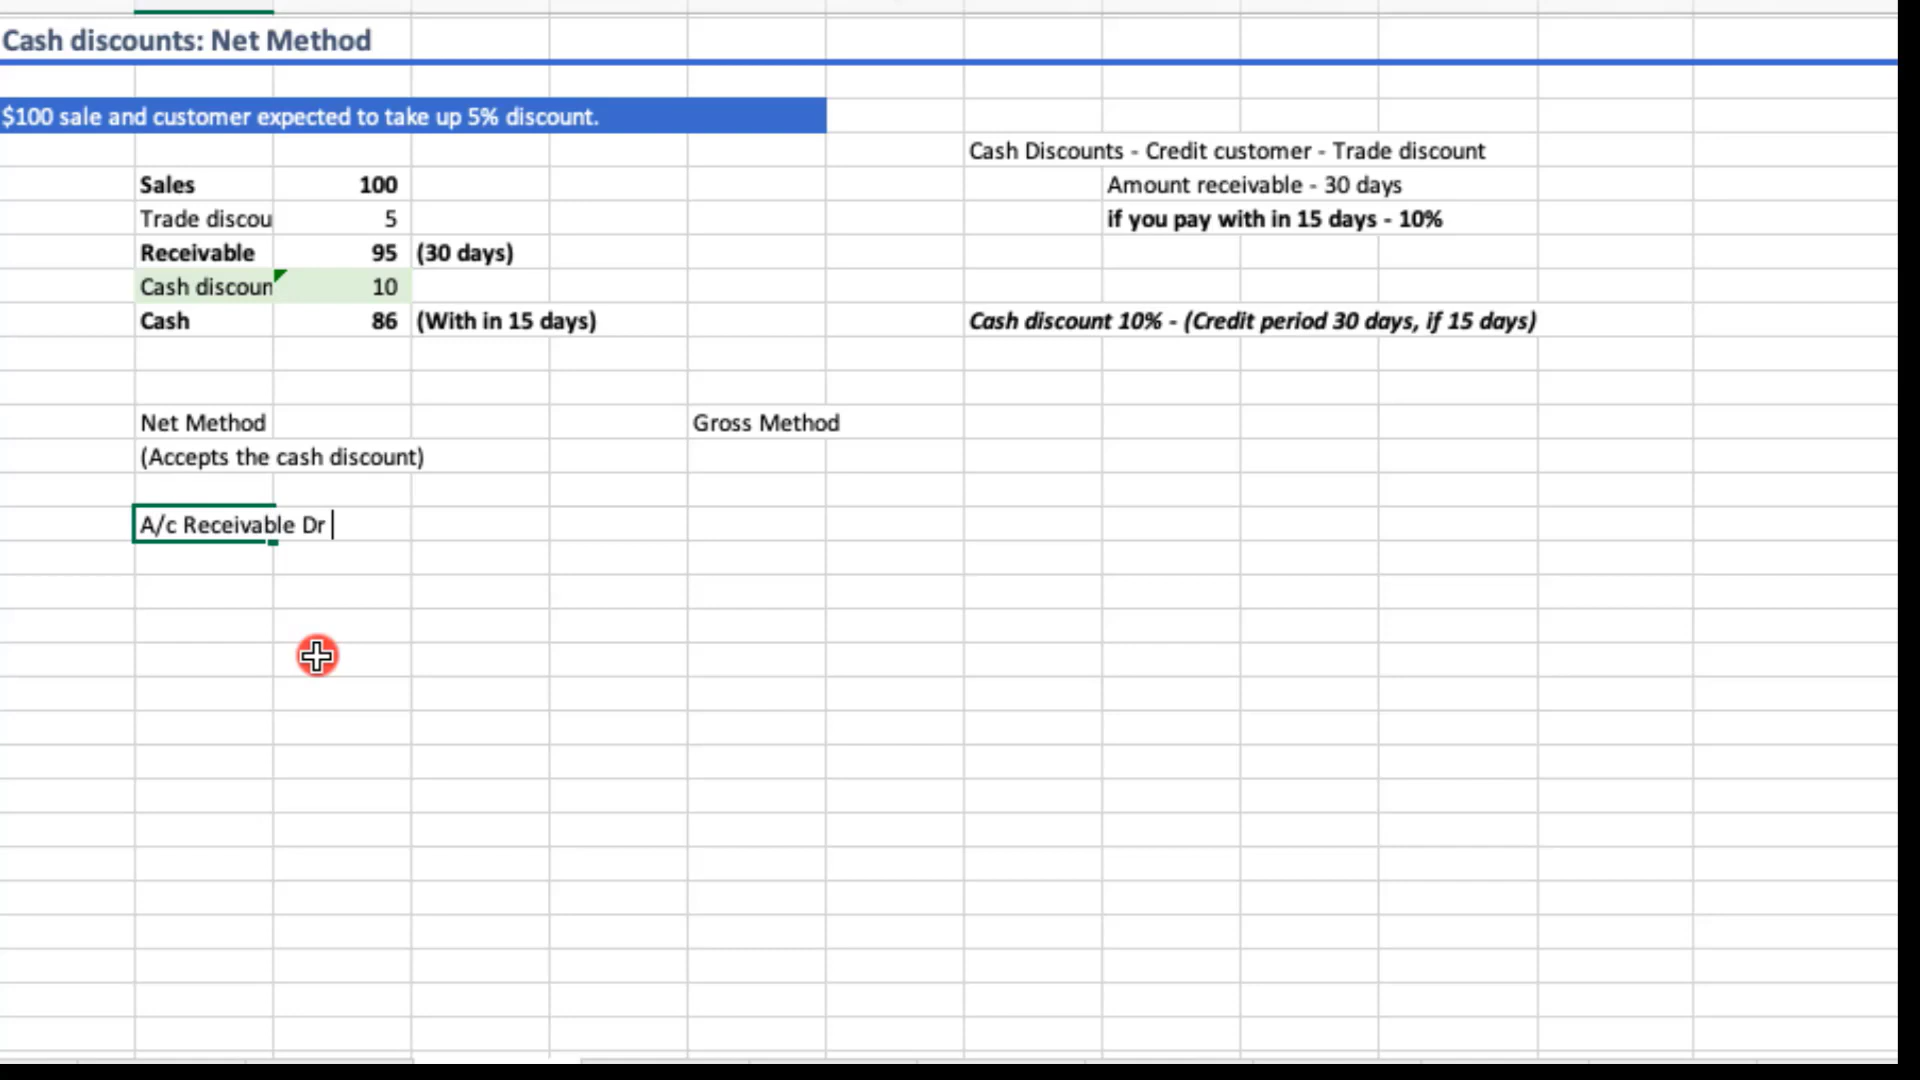 Cash discounts: Net Method
$100 sale and customer expected to take up 5% discount.
Cash Discounts - Credit customer - Trade discount
Sales 100 Amount receivable - 30 days
Trade discou 5 if you pay with in 15 days - 10%
Receivable 95 (30 days)
Cash discoun 10
Cash 86 (With in 15 days) Cash discount 10% - (Credit period 30 days, if 15 days)
Net Method Gross Method
(Accepts the cash discount)
A/c Receivable Dr